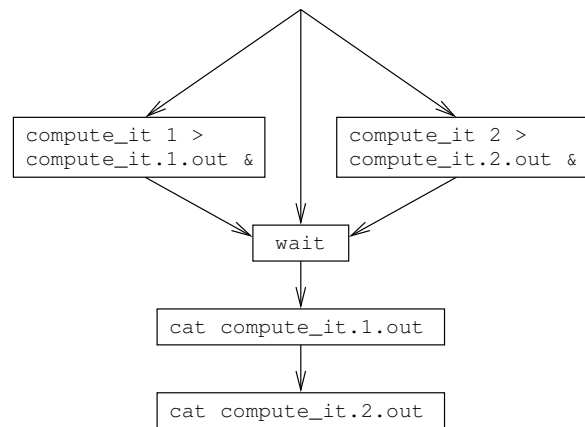 compute_it 1 >
compute_it.1.out &
compute_it 2 >
compute_it.2.out &
wait
cat compute_it.1.out
cat compute_it.2.out